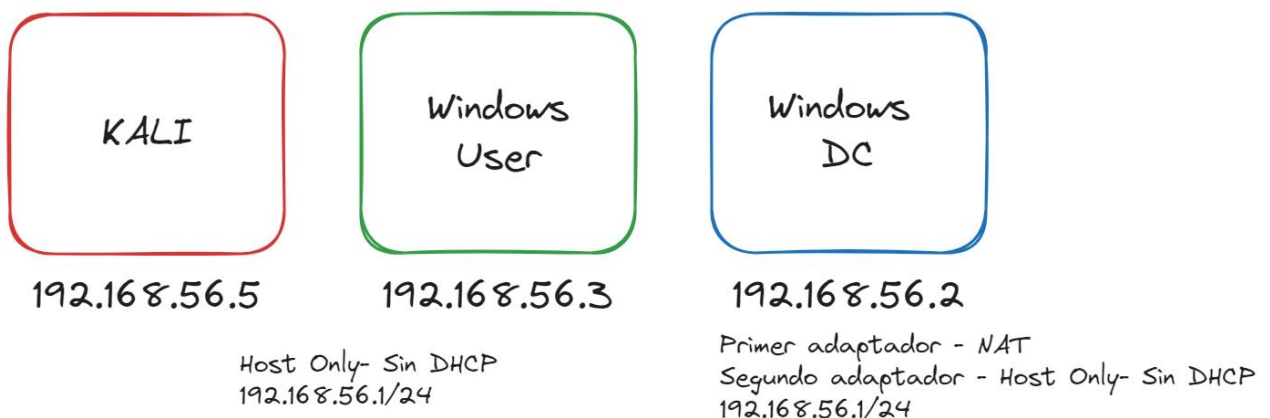 KALI
Windows
User
Windows
DC
192.168.56.5
192.168.56.3
192.168.56.2
Host Only- Sin DHCP
192.168.56.1/24
Primer adaptador - NAT
Segundo adaptador - Host Only- Sin DHCP
192.168.56.1/24